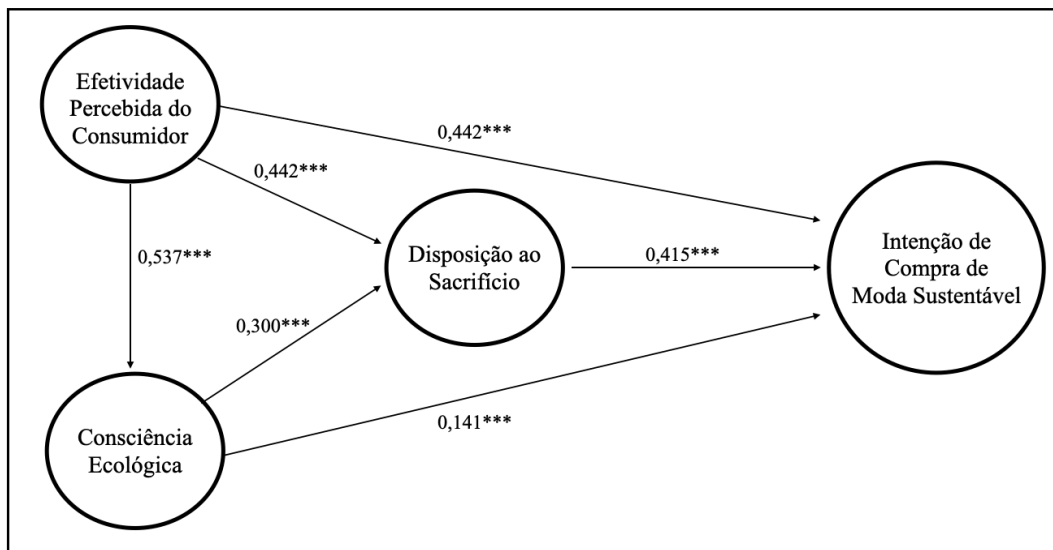 Efetividade
Percebida do
Consumidor
0,442***
0,442***
Disposição ao
Sacrifício
0,415***
Intenção de
Compra de
Moda Sustentável
0,537***
0,300***
0,141***
Consciência
Ecológica